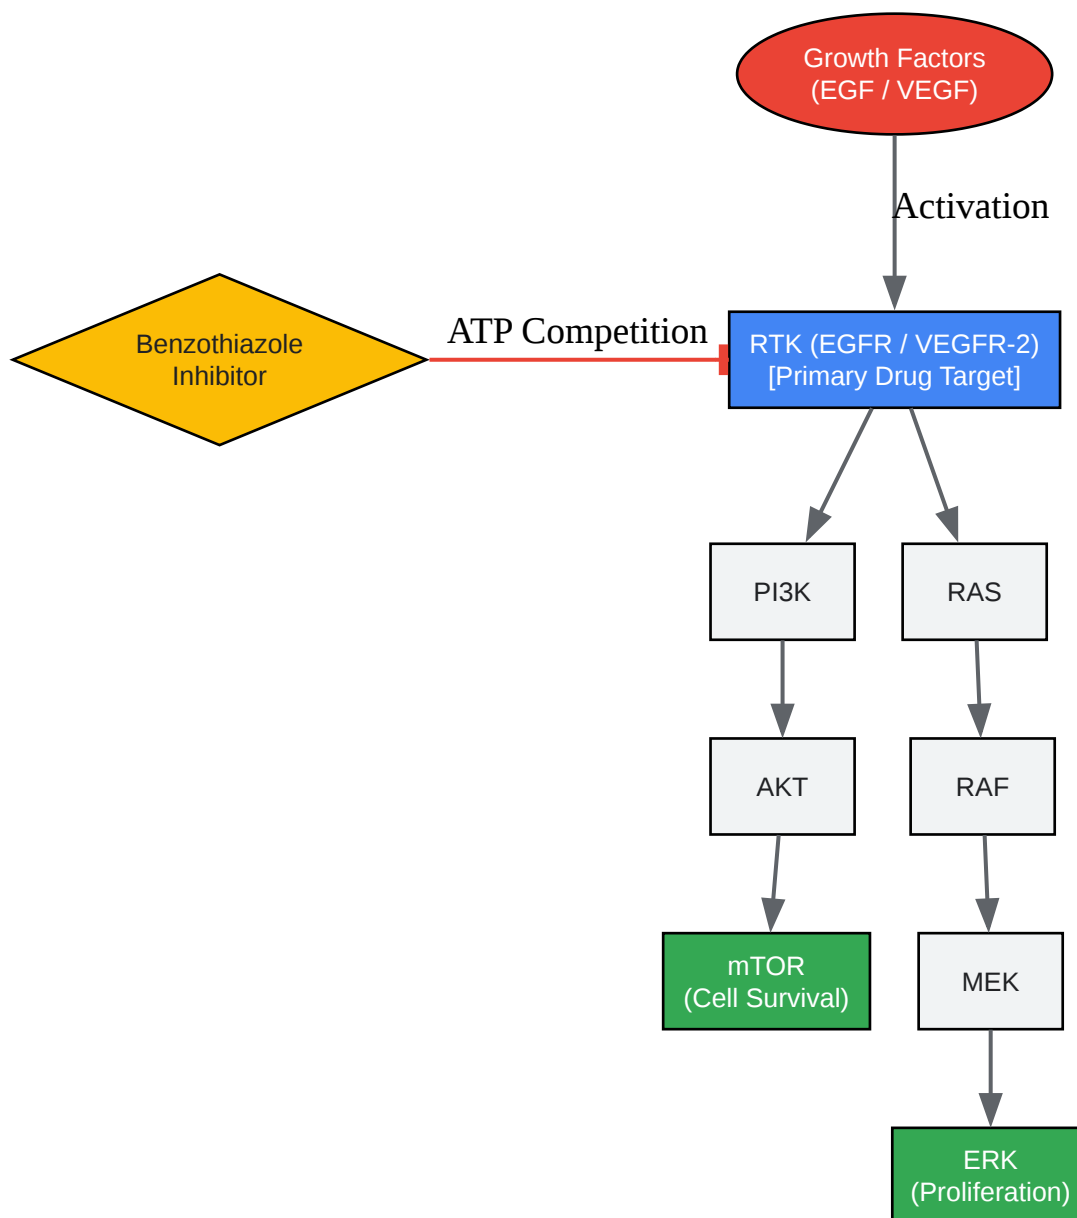 Growth Factors
(EGF / VEGF)
Activation
Benzothiazole
Inhibitor
ATP Competition
RTK (EGFR / VEGFR-2)
[Primary Drug Target]
PI3K
RAS
AKT
RAF
mTOR
(Cell Survival)
MEK
ERK
(Proliferation)